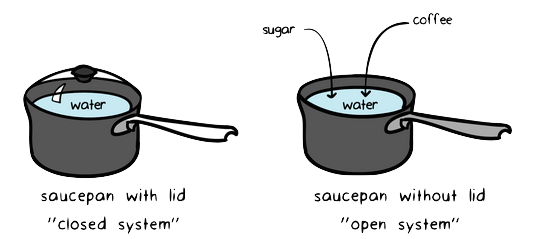 sugar
coffee
water
water
saucepan with lid
"closed system"
saucepan without lid
"open system"